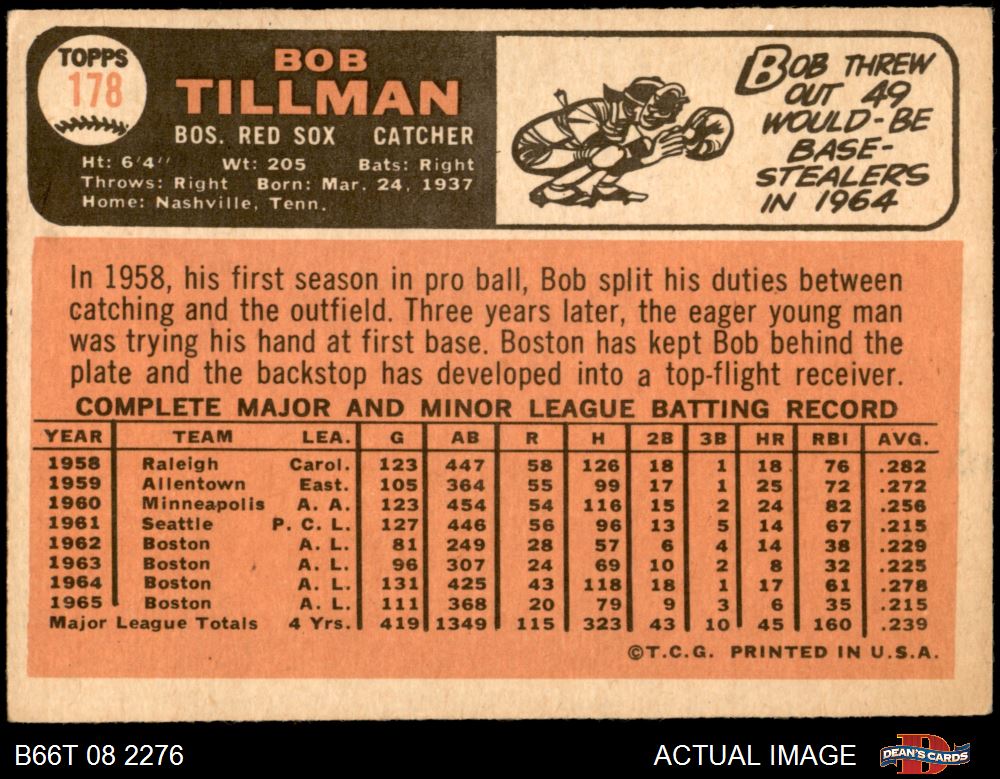 TOPPS
178
BOB
TILLMAN
BOS. RED SOX CATCHER
Ht: 6'4" Wt: 205 Bats: Right
Throws: Right Born: Mar. 24, 1937
Home: Nashville, Tenn.
BOB THREW
OUT 49
WOULD-BE
BASE-
STEALERS
IN 1964
In 1958, his first season in pro ball, Bob split his duties between
catching and the outfield. Three years later, the eager young man
was trying his hand at first base. Boston has kept Bob behind the
plate and the backstop has developed into a top-flight receiver.
COMPLETE MAJOR AND MINOR LEAGUE BATTING RECORD
YEAR TEAM LEA. G AB R H 2B 3B HR RBI AVG.
1958 Raleigh Carol. 123 447 58 126 18 1 18 76 .282
1959 Allentown East. 105 364 55 99 17 1 25 72 .272
1960 Minneapolis A. A. 123 454 54 116 15 2 24 82 .256
1961 Seattle P. C. L. 127 446 56 96 13 5 14 67 .215
1962 Boston A. L. 81 249 28 57 6 4 14 38 .229
1963 Boston A. L. 96 307 24 69 10 2 8 32 .225
1964 Boston A. L. 131 425 43 118 18 1 17 61 .278
1965 Boston A. L. 111 368 20 79 9 3 6 35 .215
Major League Totals 4 Yrs. 419 1349 115 323 43 10 45 160 .239
©T.C.G. PRINTED IN U.S.A.
B66T 08 2276 ACTUAL IMAGE DEAN'S CARDS